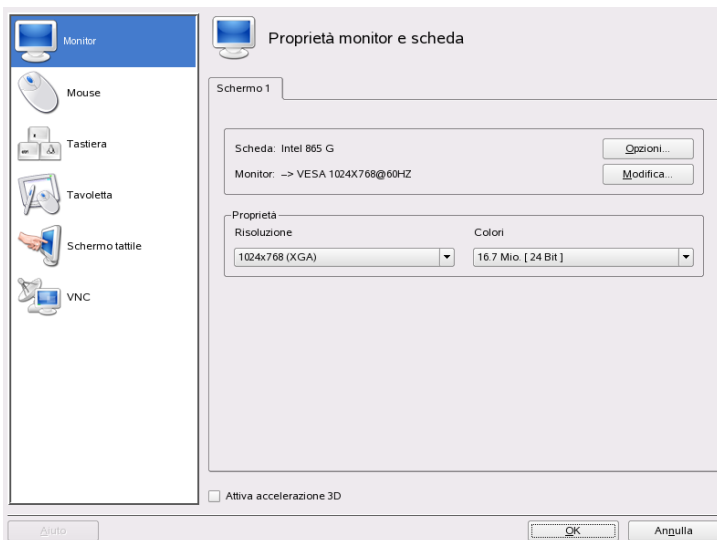 Monitor
Mouse
Tastiera
Tavoletta
Schermo tattile
VNC
Proprietà monitor e scheda
Schermo 1
Scheda: Intel 865 G
Opzioni...
Monitor: –> VESA 1024X768@60HZ
Modifica...
Proprietà
Risoluzione
Colori
1024x768 (XGA)
16.7 Mio. [ 24 Bit ]
Attiva accelerazione 3D
Aiuto
OK
Annulla